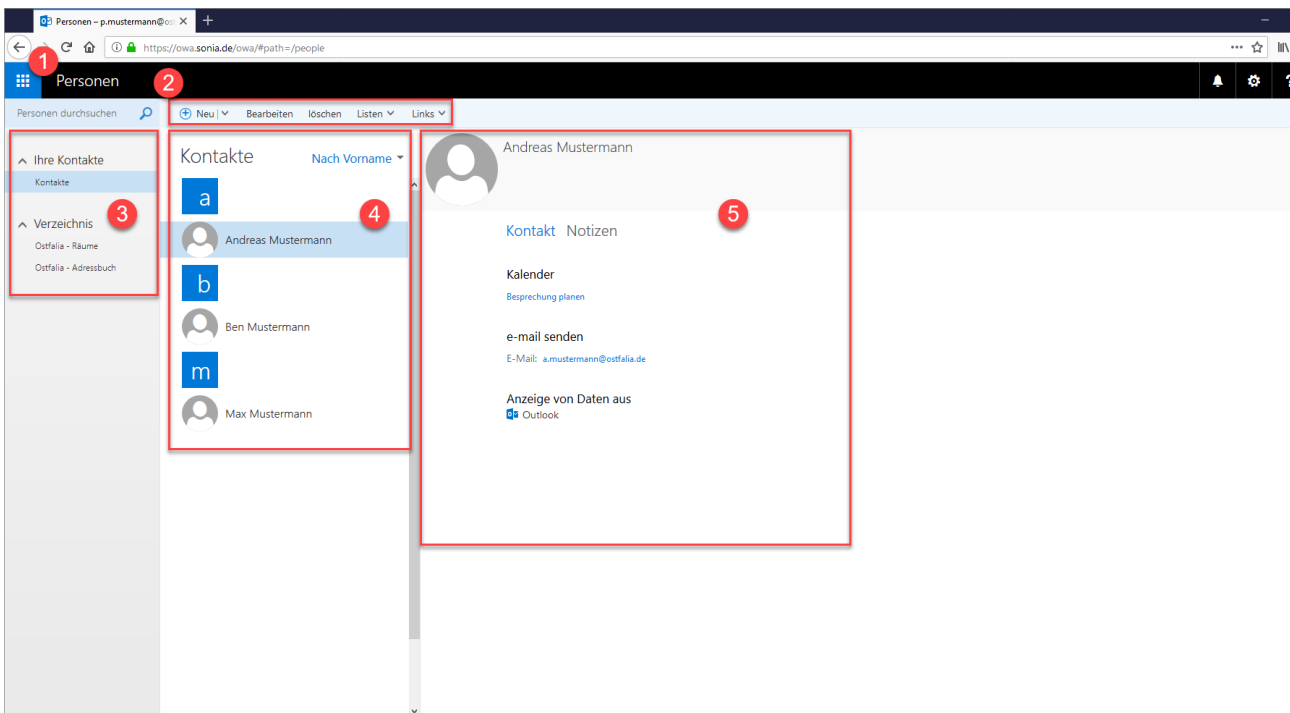 Personen – p.mustermann@ost
https://owa.sonia.de/owa/#path=/people
1
Personen
2
?
Personen durchsuchen
Neu Bearbeiten löschen Listen Links
Ihre Kontakte
Kontakte
Verzeichnis
3
Ostfalia - Räume
Ostfalia - Adressbuch
Kontakte Nach Vorname
a
4
Andreas Mustermann
b
Ben Mustermann
m
Max Mustermann
Andreas Mustermann
5
Kontakt Notizen
Kalender
Besprechung planen
e-mail senden
E-Mail: a.mustermann@ostfalia.de
Anzeige von Daten aus
Outlook